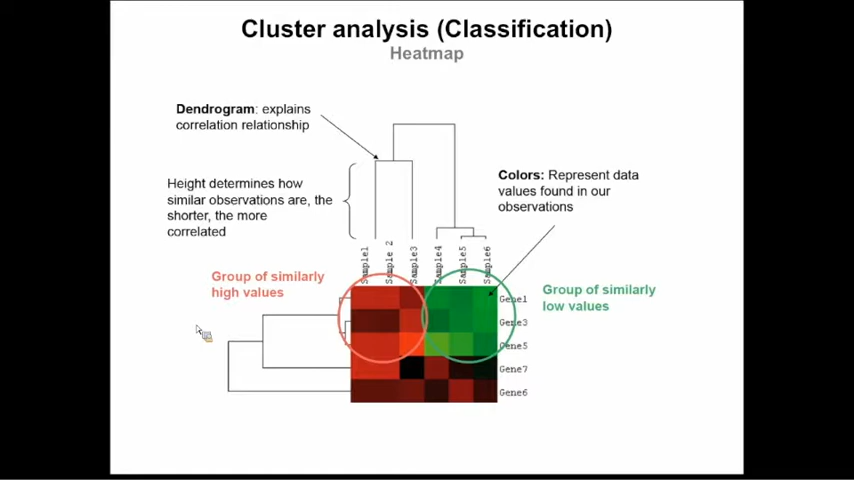 Cluster analysis (Classification)
Heatmap
Dendrogram: explains
correlation relationship
Height determines how
similar observations are, the
shorter, the more
correlated
Colors: Represent data
values found in our
observations
Sample1
Sample 2
Sample3
Sample4
Sample5
Sample6
Group of similarly
high values
Group of similarly
low values
Gene1
Gene3
Gene5
Gene7
Gene6